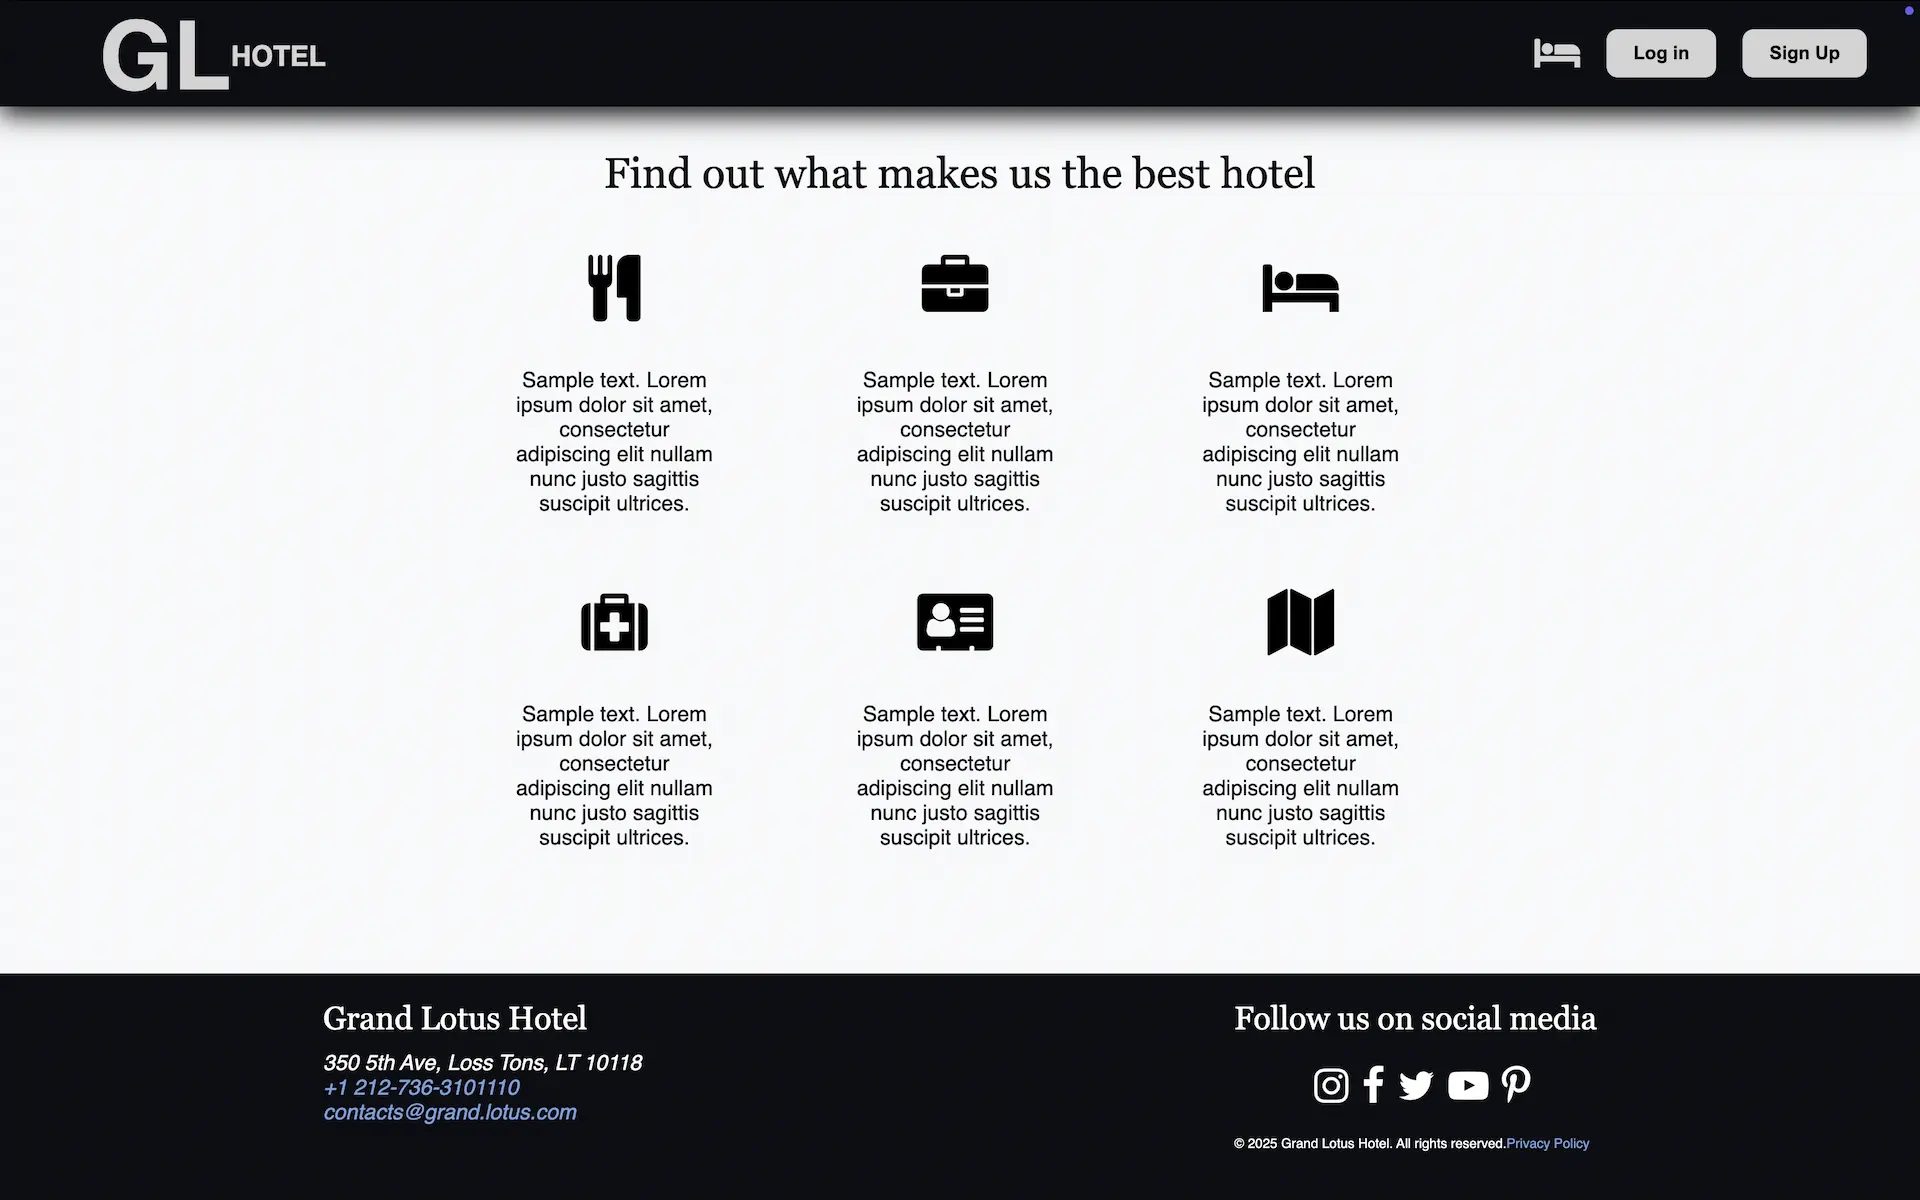 GL HOTEL
Log in
Sign Up
Find out what makes us the best hotel
Sample text. Lorem
ipsum dolor sit amet,
consectetur
adipiscing elit nullam
nunc justo sagittis
suscipit ultrices.
Sample text. Lorem
ipsum dolor sit amet,
consectetur
adipiscing elit nullam
nunc justo sagittis
suscipit ultrices.
Sample text. Lorem
ipsum dolor sit amet,
consectetur
adipiscing elit nullam
nunc justo sagittis
suscipit ultrices.
Sample text. Lorem
ipsum dolor sit amet,
consectetur
adipiscing elit nullam
nunc justo sagittis
suscipit ultrices.
Sample text. Lorem
ipsum dolor sit amet,
consectetur
adipiscing elit nullam
nunc justo sagittis
suscipit ultrices.
Sample text. Lorem
ipsum dolor sit amet,
consectetur
adipiscing elit nullam
nunc justo sagittis
suscipit ultrices.
Grand Lotus Hotel
350 5th Ave, Loss Tons, LT 10118
+1 212-736-3101110
contacts@grand.lotus.com
Follow us on social media
© 2025 Grand Lotus Hotel. All rights reserved.Privacy Policy